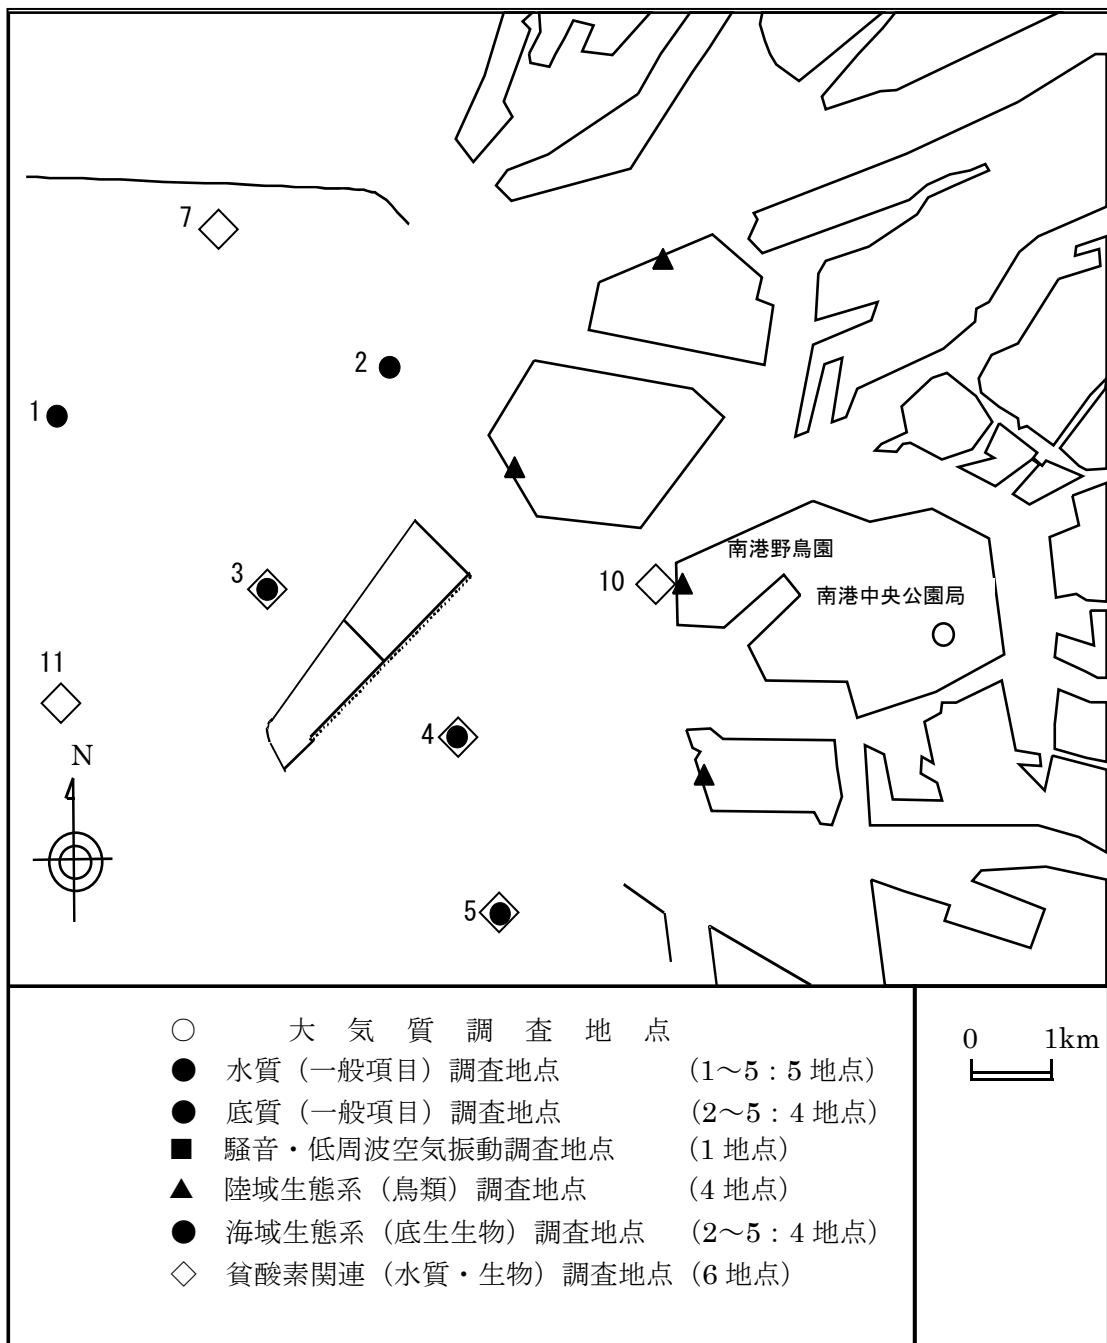 7
2
1
南港野鳥園
3
10
南港中央公園局
11
4
N
5
○ 大気質調査地点
● 水質（一般項目）調査地点 （1～5：5 地点）
● 底質（一般項目）調査地点 （2～5：4 地点）
■ 騒音・低周波空気振動調査地点 （1 地点）
▲ 陸域生態系（鳥類）調査地点 （4 地点）
● 海域生態系（底生生物）調査地点 （2～5：4 地点）
◇ 貧酸素関連（水質・生物）調査地点（6 地点）
0 1km